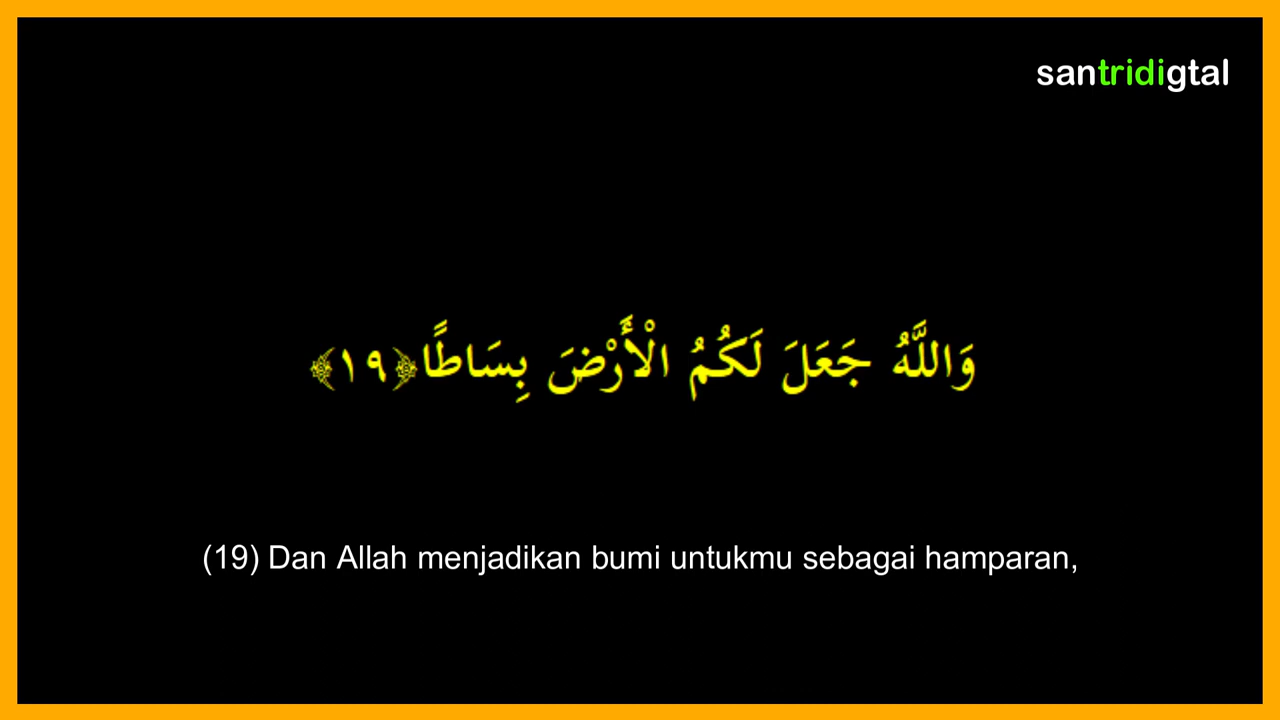 santridigtal
وَاللَّهُ جَعَلَ لَكُمُ الْأَرْضَ بِسَاطًا﴿١٩﴾
(19) Dan Allah menjadikan bumi untukmu sebagai hamparan,